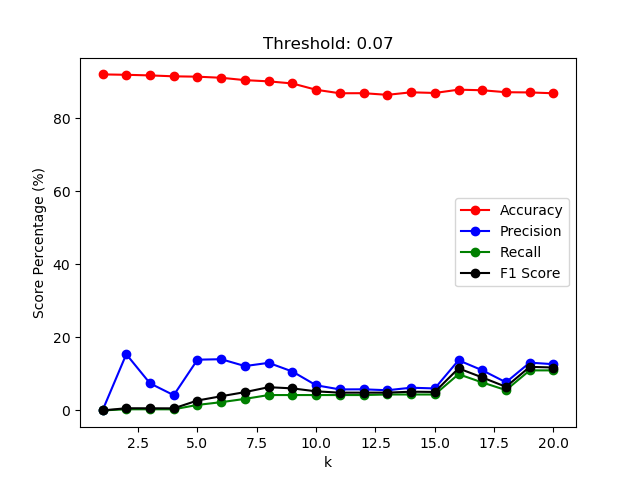 Threshold: 0.07
Score Percentage (%)
80
60
40
20
0
Accuracy
Precision
Recall
F1 Score
2.5 5.0 7.5 10.0 12.5 15.0 17.5 20.0
k